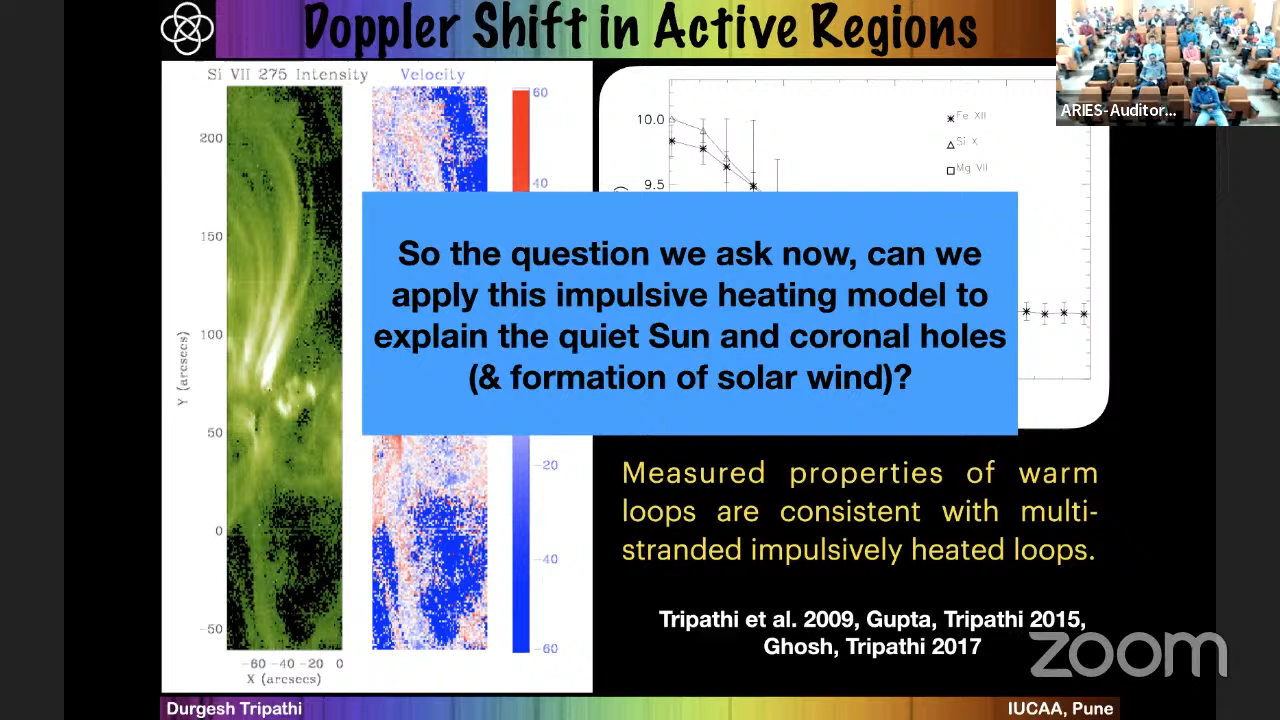 Doppler Shift in Active Regions
ARIES-Auditor...
Si VII 275 Intensity
Velocity
200
150
100
50
0
-50
Y (arcsecs)
-60 -40 -20 0
X (arcsecs)
60
40
-20
-40
-60
10.0
9.5
Fe XII
Si X
Mg VII
So the question we ask now, can we
apply this impulsive heating model to
explain the quiet Sun and coronal holes
(& formation of solar wind)?
Measured properties of warm
loops are consistent with multi-
stranded impulsively heated loops.
Tripathi et al. 2009, Gupta, Tripathi 2015,
Ghosh, Tripathi 2017
zoom
Durgesh Tripathi
IUCAA, Pune